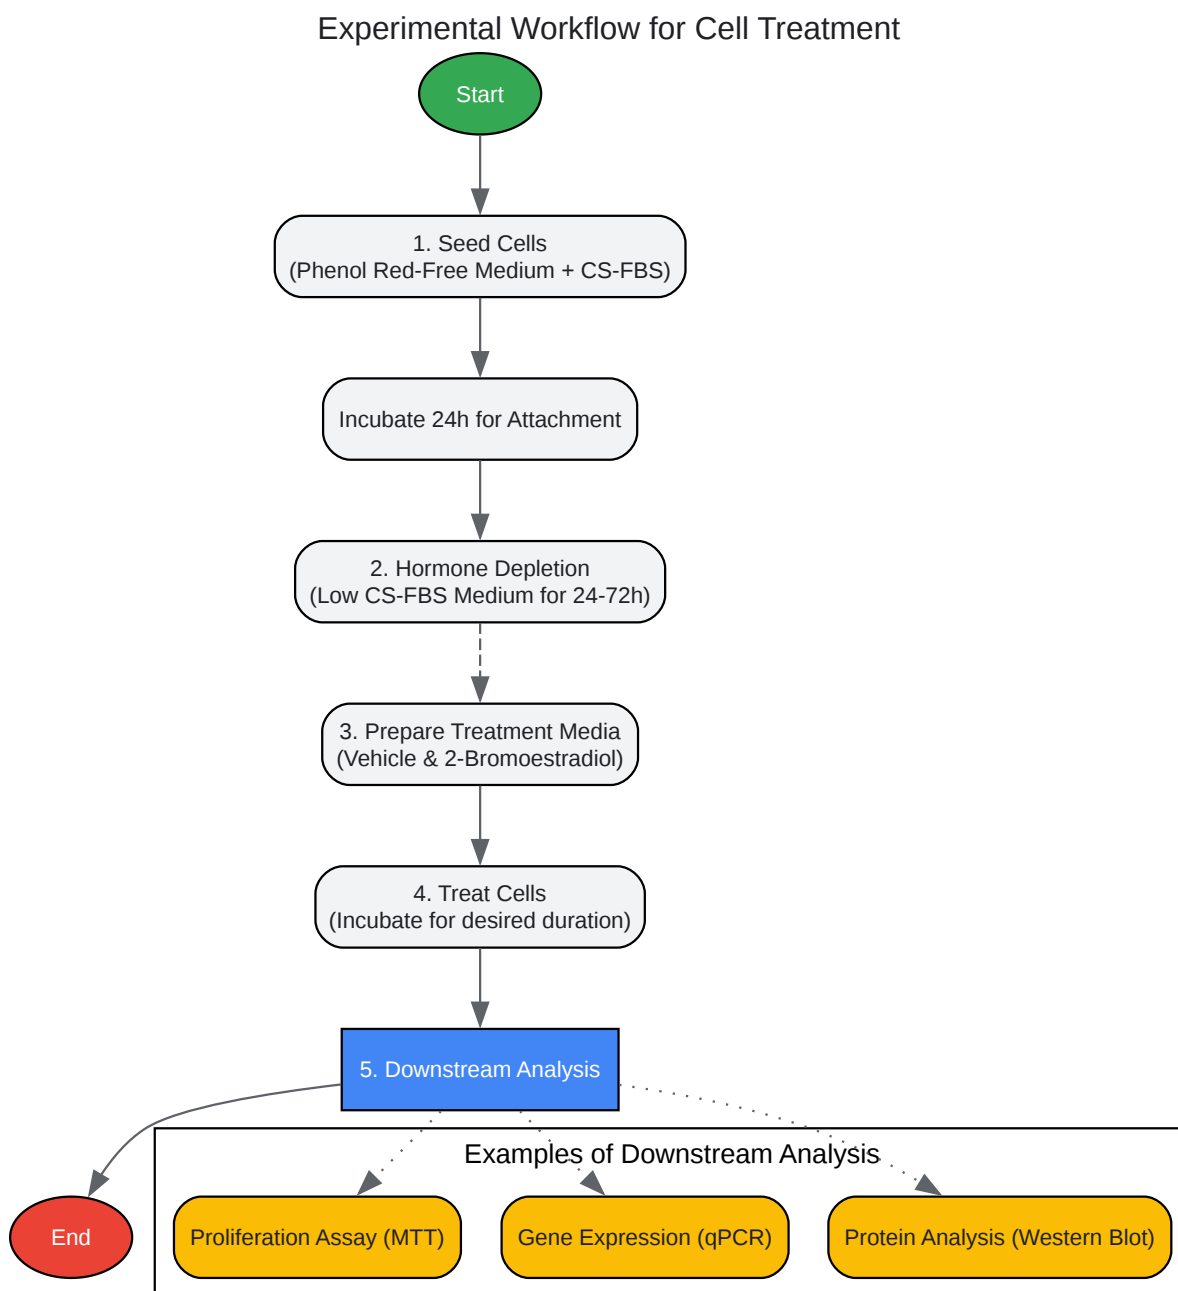 Experimental Workflow for Cell Treatment
Start
1. Seed Cells
(Phenol Red-Free Medium + CS-FBS)
Incubate 24h for Attachment
2. Hormone Depletion
(Low CS-FBS Medium for 24-72h)
3. Prepare Treatment Media
(Vehicle & 2-Bromoestradiol)
4. Treat Cells
(Incubate for desired duration)
5. Downstream Analysis
Examples of Downstream Analysis
End
Proliferation Assay (MTT)
Gene Expression (qPCR)
Protein Analysis (Western Blot)